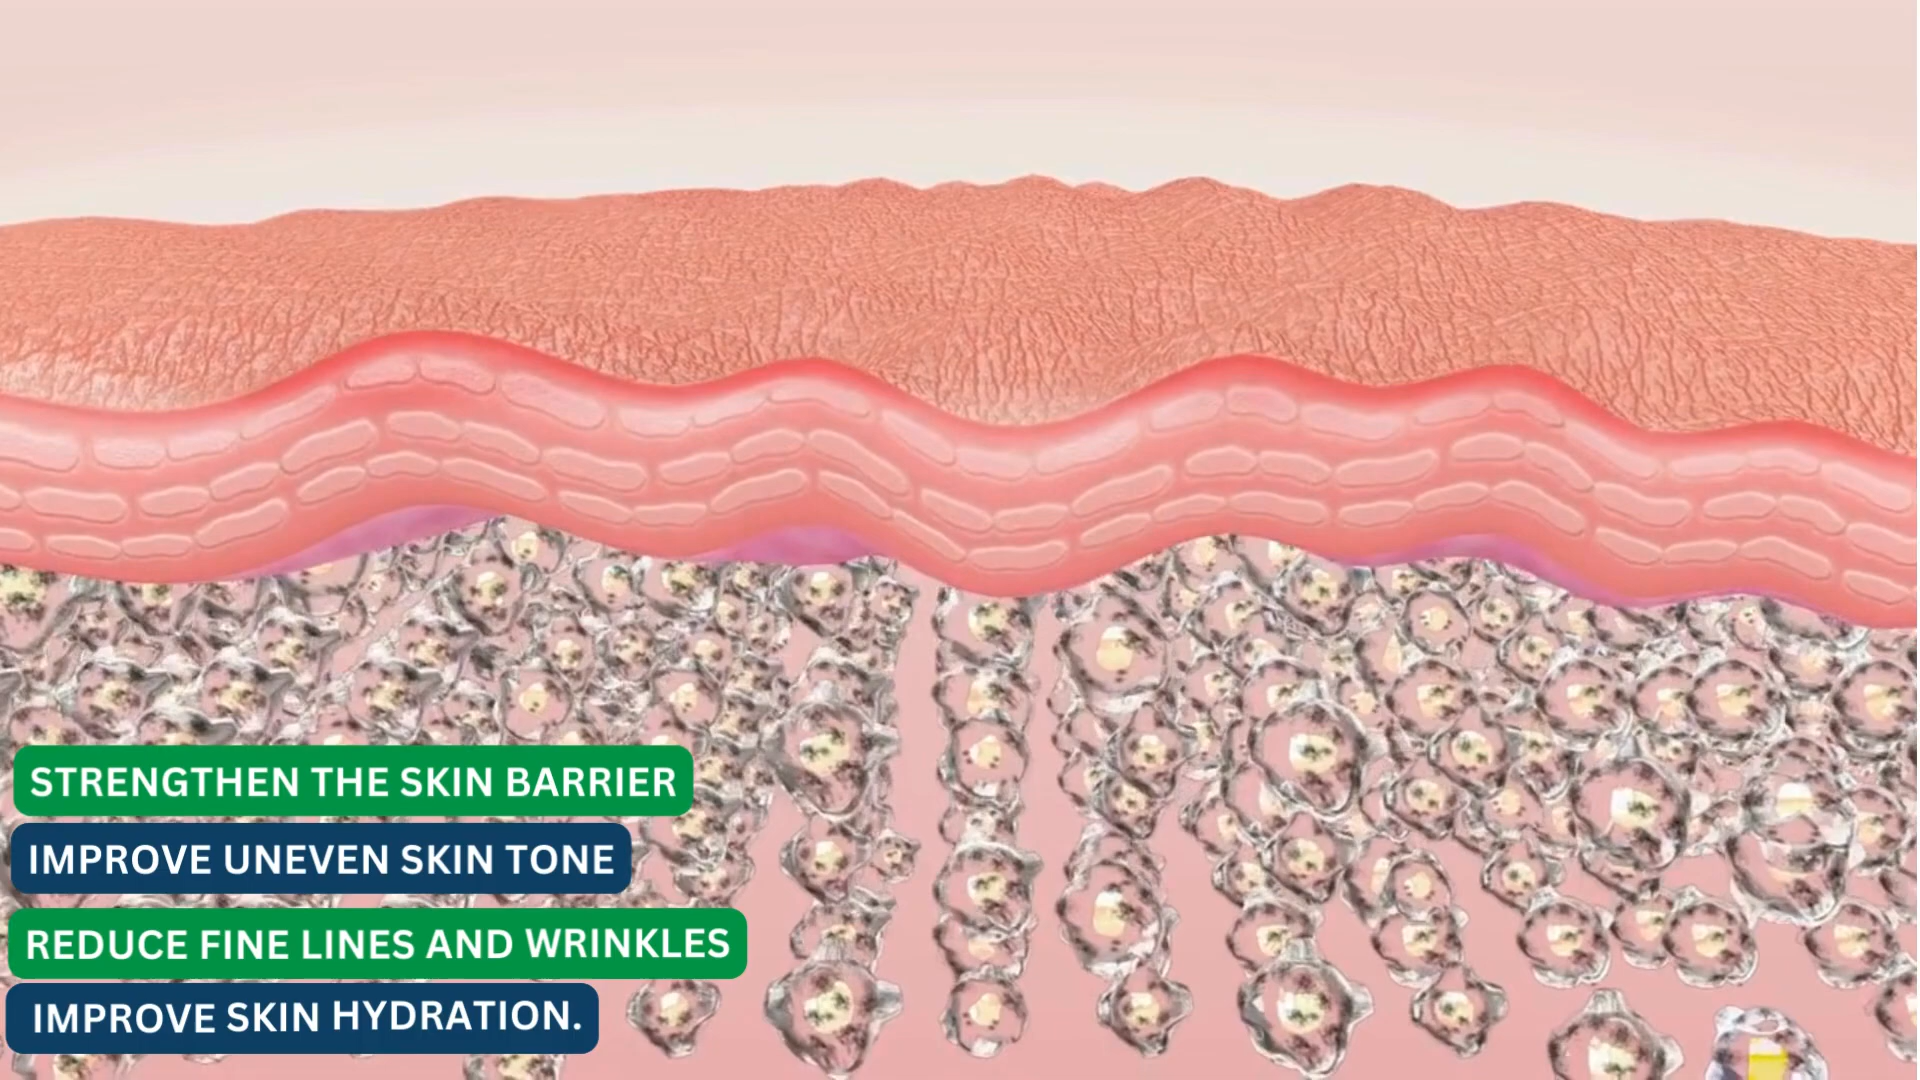 STRENGTHEN THE SKIN BARRIER
IMPROVE UNEVEN SKIN TONE
REDUCE FINE LINES AND WRINKLES
IMPROVE SKIN HYDRATION.